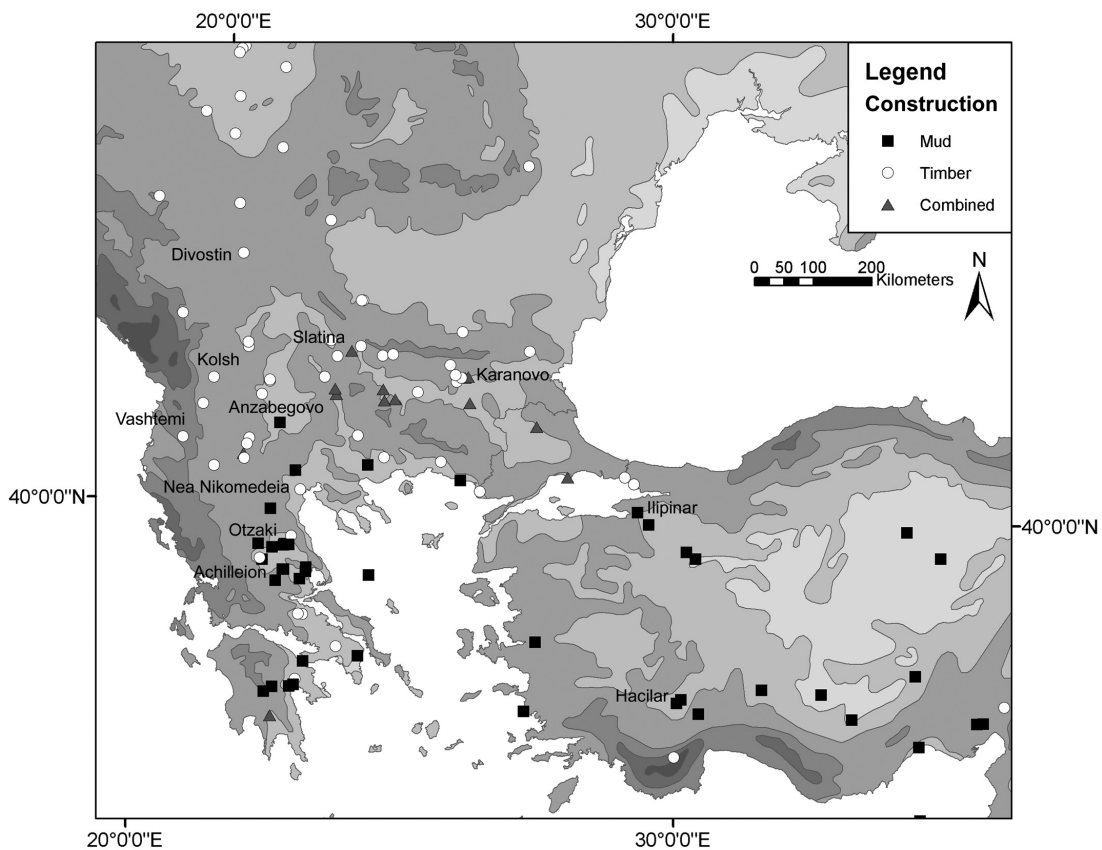 20°0'0"E
30°0'0"E
Legend
Construction
Mud
Timber
Combined
Divostin
N
0 50 100 200
Kilometers
Slatina
Kolsh
Karanovo
Anzabegovo
Vashtemi
Nea Nikomedeia
40°0'0"N
Ilipinar
40°0'0"N
Otzaki
Achilleion
Hacilar
20°0'0"E
30°0'0"E